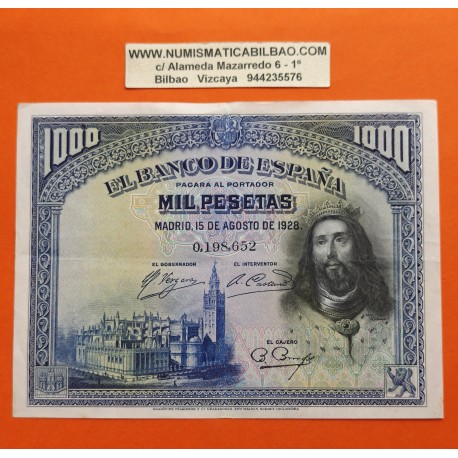 WWW.NUMISMATICABILBAO.COM
c/ Alameda Mazarredo 6 - 1º
Bilbao Vizcaya 944235576
1000 1000
EL BANCO DE ESPAÑA
PAGARA AL PORTADOR
MIL PESETAS
MADRID, 15 DE AGOSTO DE 1928.
0,198,652
EL GOBERNADOR EL INTERVENTOR
EL CAJERO